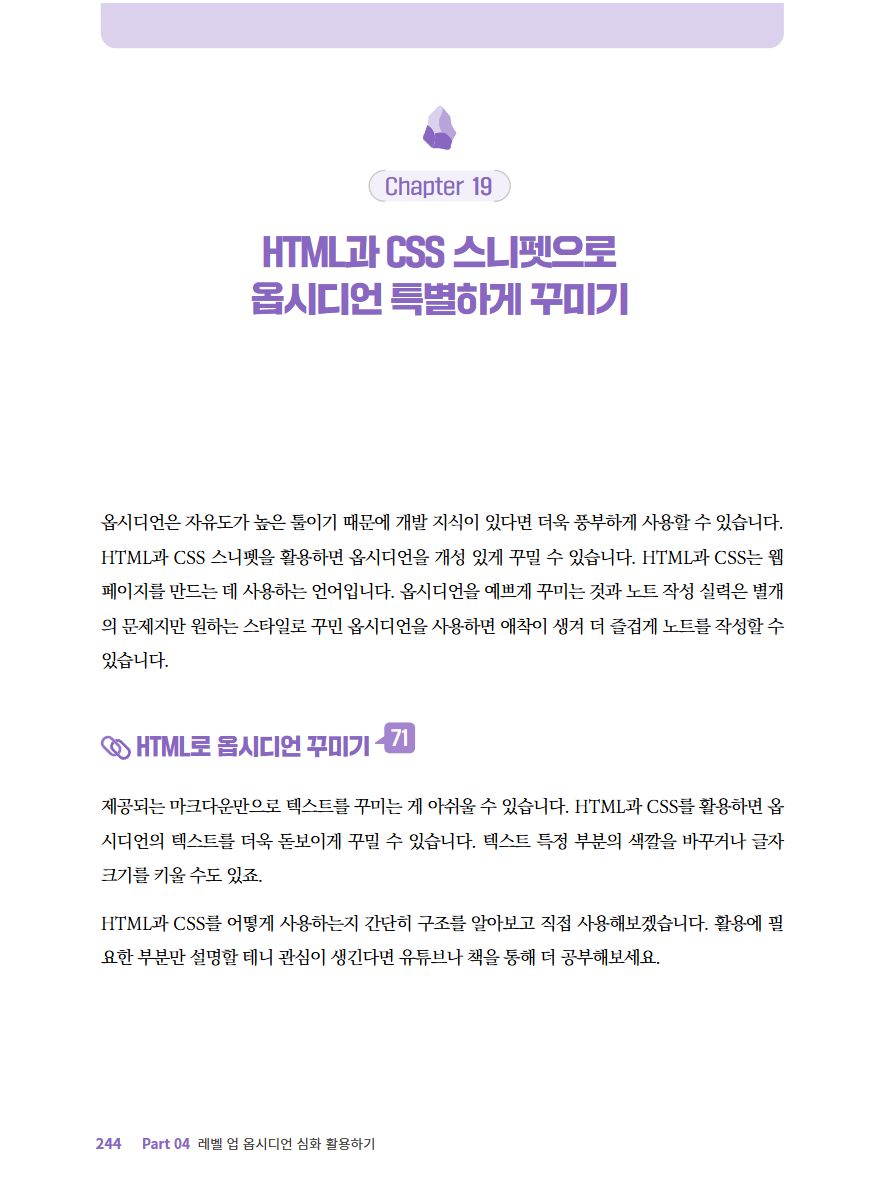 Chapter 19
HTML과 CSS 스니펫으로
옵시디언 특별하게 꾸미기
옵시디언은 자유도가 높은 툴이기 때문에 개발 지식이 있다면 더욱 풍부하게 사용할 수 있습니다.
HTML과 CSS 스니펫을 활용하면 옵시디언을 개성 있게 꾸밀 수 있습니다. HTML과 CSS는 웹
페이지를 만드는 데 사용하는 언어입니다. 옵시디언을 예쁘게 꾸미는 것과 노트 작성 실력은 별개
의 문제지만 원하는 스타일로 꾸민 옵시디언을 사용하면 애착이 생겨 더 즐겁게 노트를 작성할 수
있습니다.
HTML로 옵시디언 꾸미기 71
제공되는 마크다운만으로 텍스트를 꾸미는 게 아쉬울 수 있습니다. HTML과 CSS를 활용하면 옵
시디언의 텍스트를 더욱 돋보이게 꾸밀 수 있습니다. 텍스트 특정 부분의 색깔을 바꾸거나 글자
크기를 키울 수도 있죠.
HTML과 CSS를 어떻게 사용하는지 간단히 구조를 알아보고 직접 사용해보겠습니다. 활용에 필
요한 부분만 설명할 테니 관심이 생긴다면 유튜브나 책을 통해 더 공부해보세요.
244 Part 04 레벨 업 옵시디언 심화 활용하기